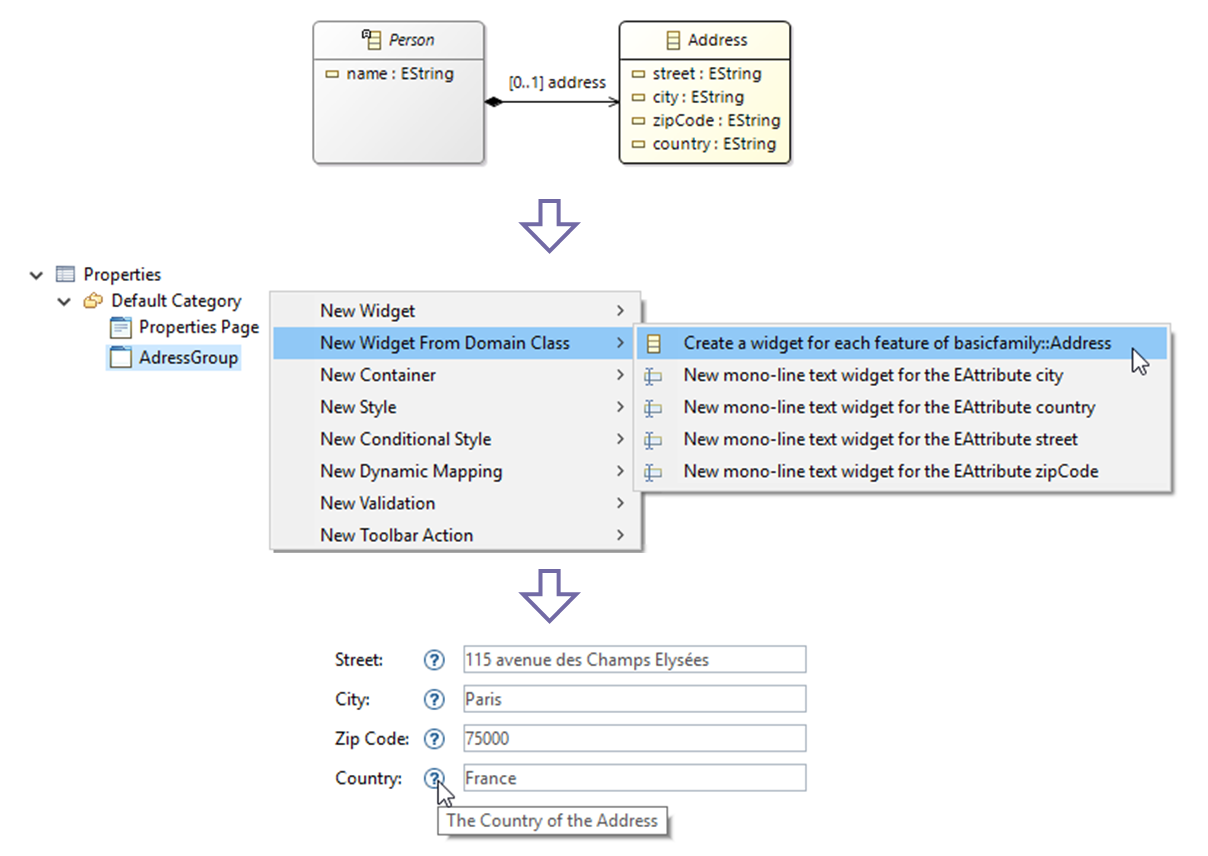 Person
name : EString
[0..1] address
Address
street : EString
city : EString
zipCode : EString
country : EString
Properties
Default Category
Properties Page
AdressGroup
New Widget
New Widget From Domain Class
New Container
New Style
New Conditional Style
New Dynamic Mapping
New Validation
New Toolbar Action
Create a widget for each feature of basicfamily::Address
New mono-line text widget for the EAttribute city
New mono-line text widget for the EAttribute country
New mono-line text widget for the EAttribute street
New mono-line text widget for the EAttribute zipCode
Street: ? 115 avenue des Champs Elysées
City: ? Paris
Zip Code: ? 75000
Country: ? France
The Country of the Address